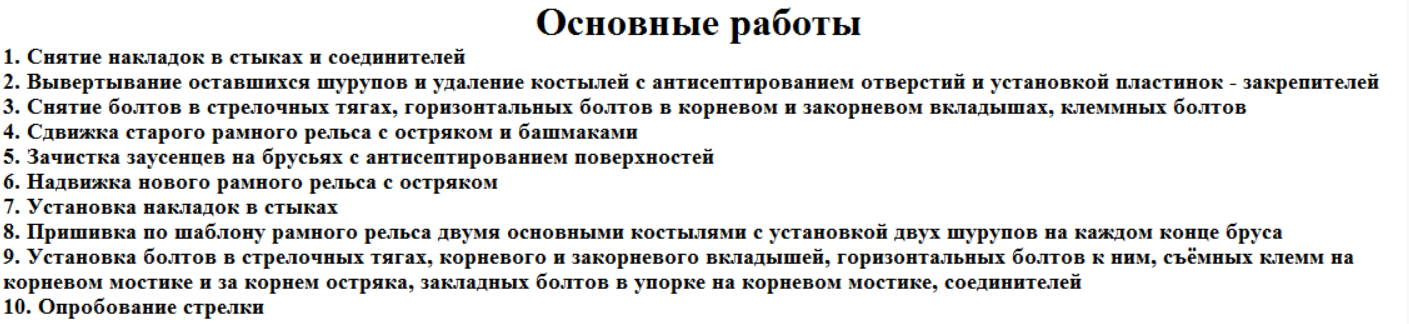 Основные работы
1. Снятие накладок в стыках и соединителей
2. Вывертывание оставшихся шурупов и удаление костылей с антисептированием отверстий и установкой пластинок - закрепителей
3. Снятие болтов в стрелочных тягах, горизонтальных болтов в корневом и закорневом вкладышах, клеммных болтов
4. Сдвижка старого рамного рельса с остряком и башмаками
5. Зачистка заусенцев на брусьях с антисептированием поверхностей
6. Надвижка нового рамного рельса с остряком
7. Установка накладок в стыках
8. Пришивка по шаблону рамного рельса двумя основными костылями с установкой двух шурупов на каждом конце бруса
9. Установка болтов в стрелочных тягах, корневого и закорневого вкладышей, горизонтальных болтов к ним, съёмных клемм на
корневом мостике и за корнем остряка, закладных болтов в упорке на корневом мостике, соединителей
10. Опробование стрелки